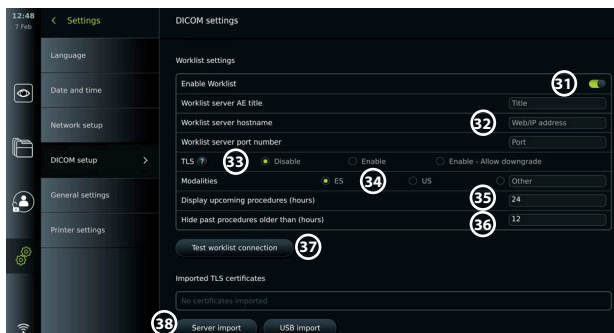 12:48
7 Feb
Settings
DICOM settings
Language
Date and time
Network setup
DICOM setup
General settings
Printer settings
Worklist settings
Enable Worklist 31
Worklist server AE title Title
Worklist server hostname 32 Web/IP address
Worklist server port number Port
TLS ? 33 Disable Enable Enable - Allow downgrade
Modalities ES 34 US Other
Display upcoming procedures (hours) 35 24
Hide past procedures older than (hours) 36 12
Test worklist connection 37
Imported TLS certificates
No certificates imported
38 Server import USB import